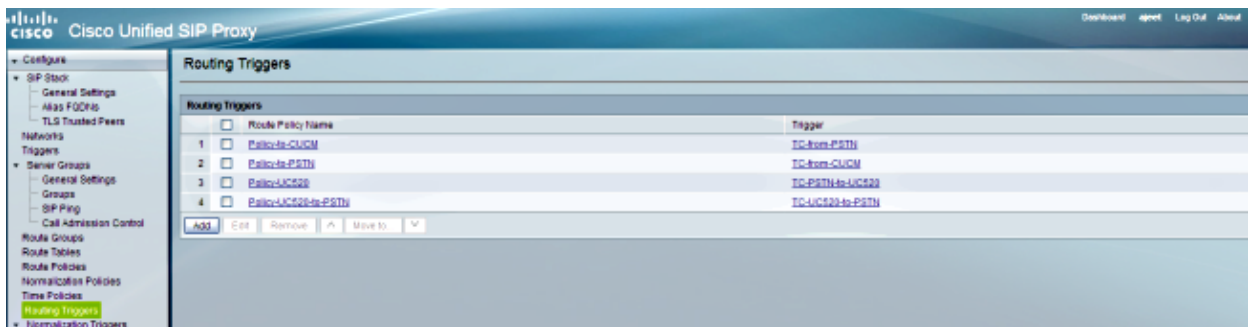 CISCO Cisco Unified SIP Proxy
Dashboard ajeet Log Out About
Configure
SIP Stack
General Settings
Alias FQDNs
TLS Trusted Peers
Networks
Triggers
Server Groups
General Settings
Groups
SIP Ping
Call Admission Control
Route Groups
Route Tables
Route Policies
Normalization Policies
Time Policies
Routing Triggers
Normalization Triggers
Routing Triggers
Routing Triggers
Route Policy Name Trigger
1 Policy-to-CUCM TC-from-PSTN
2 Policy-to-PSTN TC-from-CUCM
3 Policy-UC520 TC-PSTN-to-UC520
4 Policy-UC520-to-PSTN TC-UC520-to-PSTN
Add Edit Remove Move to